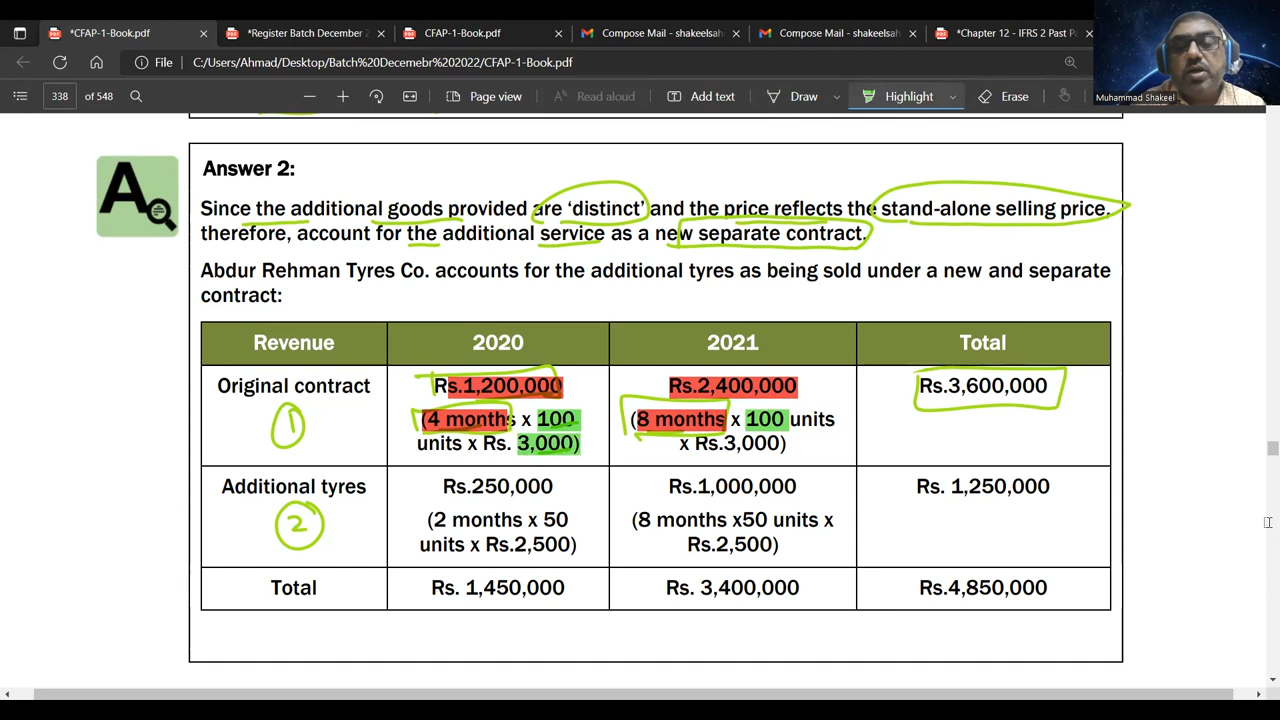 *CFAP-1-Book.pdf
*Register Batch December 2
CFAP-1-Book.pdf
Compose Mail - shakeelsah
Compose Mail - shakeelsah
*Chapter 12 - IFRS 2 Past Pa
File
C:/Users/Ahmad/Desktop/Batch%20Decemebr%202022/CFAP-1-Book.pdf
338 of 548
Page view
Read aloud
Add text
Draw
Highlight
Erase
Muhammad Shakeel
A
Answer 2:
Since the additional goods provided are ‘distinct’ and the price reflects the stand-alone selling price,
therefore, account for the additional service as a new separate contract.
Abdur Rehman Tyres Co. accounts for the additional tyres as being sold under a new and separate
contract:
Revenue 2020 2021 Total
Original contract Rs.1,200,000 Rs.2,400,000 Rs.3,600,000
1
(4 months x 100 (8 months x 100 units
units x Rs. 3,000) x Rs.3,000)
Additional tyres Rs.250,000 Rs.1,000,000 Rs. 1,250,000
2
(2 months x 50 (8 months x50 units x
units x Rs.2,500) Rs.2,500)
Total Rs. 1,450,000 Rs. 3,400,000 Rs.4,850,000